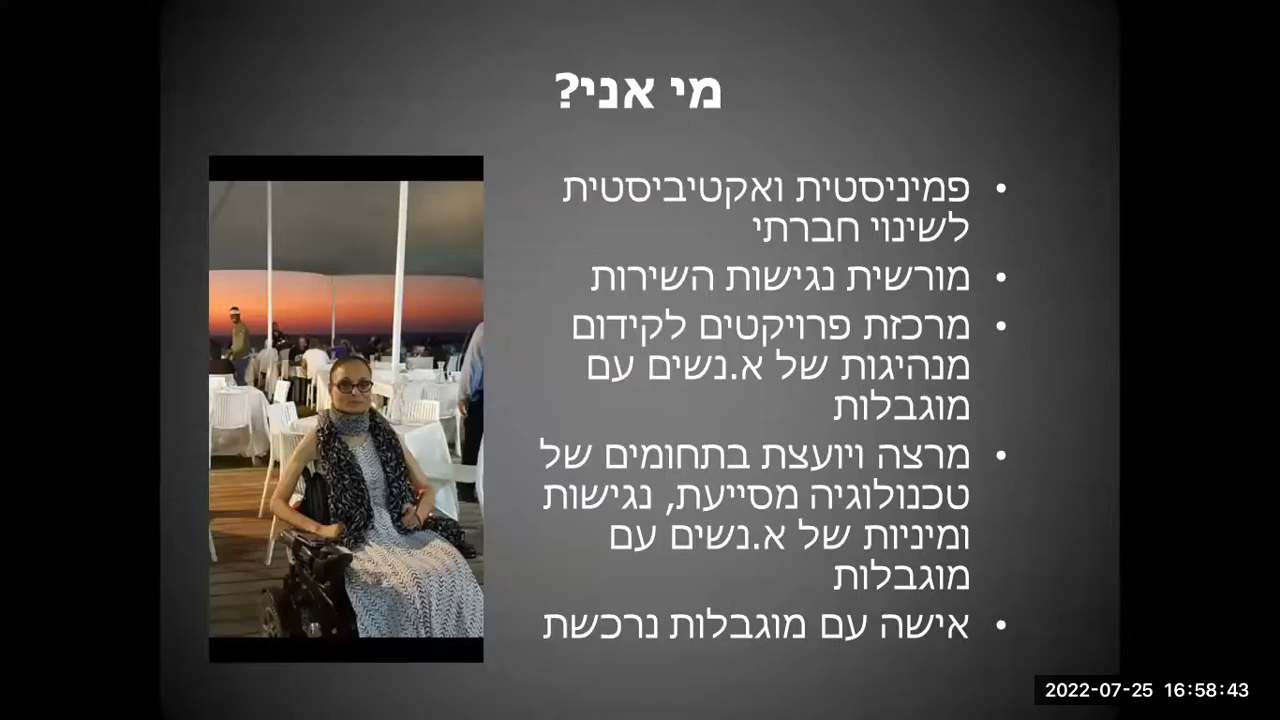 מי אני?
• פמיניסטית ואקטיביסטית
לשינוי חברתי
• מורשית נגישות השירות
• מרכזת פרויקטים לקידום
מנהיגות של א.נשים עם
מוגבלות
• מרצה ויועצת בתחומים של
טכנולוגיה מסייעת, נגישות
ומיניות של א.נשים עם
מוגבלות
• אישה עם מוגבלות נרכשת
2022-07-25 16:58:43